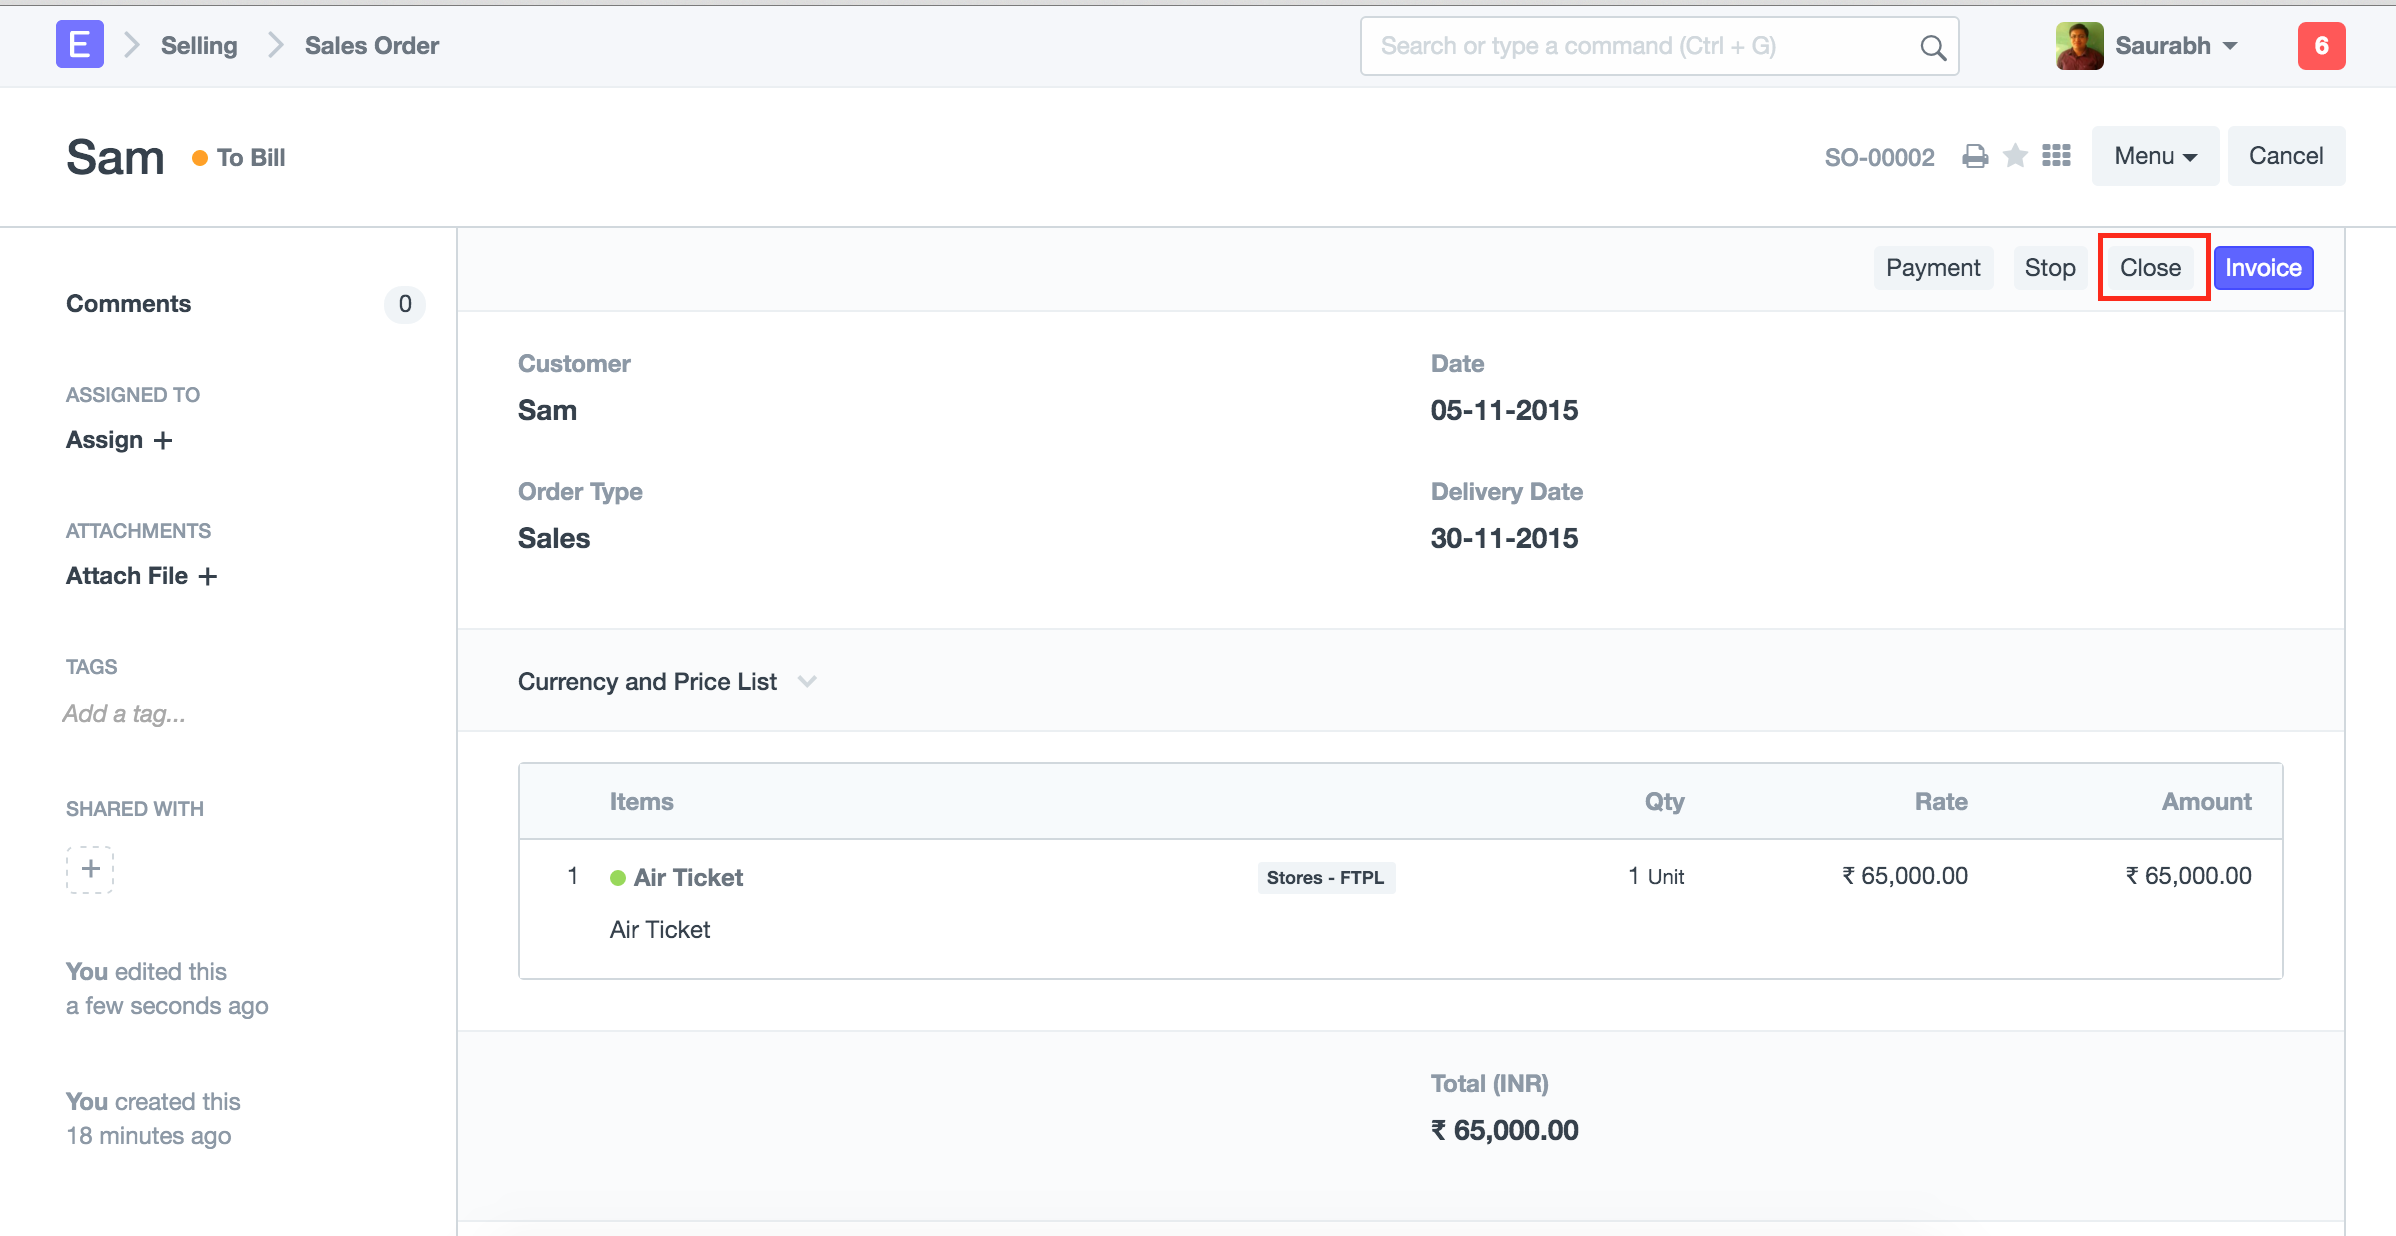 E Selling Sales Order Search or type a command (Ctrl + G) Saurabh 6
Sam To Bill SO-00002 Menu Cancel
Payment Stop Close Invoice
Comments 0
ASSIGNED TO
Assign +
ATTACHMENTS
Attach File +
TAGS
Add a tag...
SHARED WITH
+
You edited this
a few seconds ago
You created this
18 minutes ago
Customer
Sam
Date
05-11-2015
Order Type
Sales
Delivery Date
30-11-2015
Currency and Price List
Items Qty Rate Amount
1 Air Ticket Stores - FTPL 1 Unit ₹ 65,000.00 ₹ 65,000.00
Air Ticket
Total (INR)
₹ 65,000.00